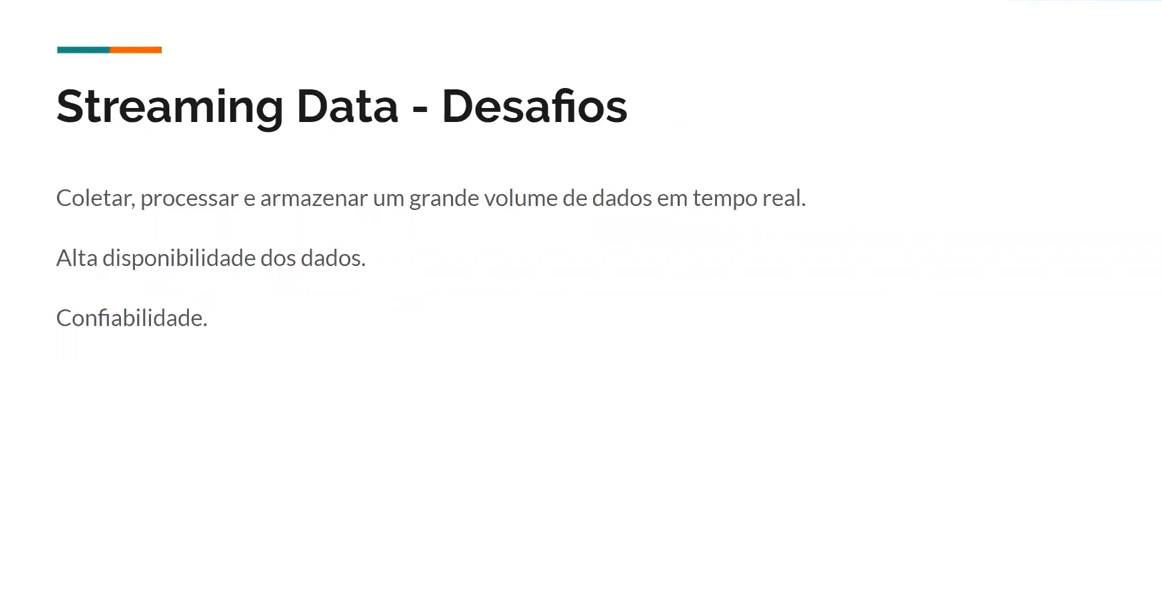 Streaming Data - Desafios
Coletar, processar e armazenar um grande volume de dados em tempo real.
Alta disponibilidade dos dados.
Confiabilidade.